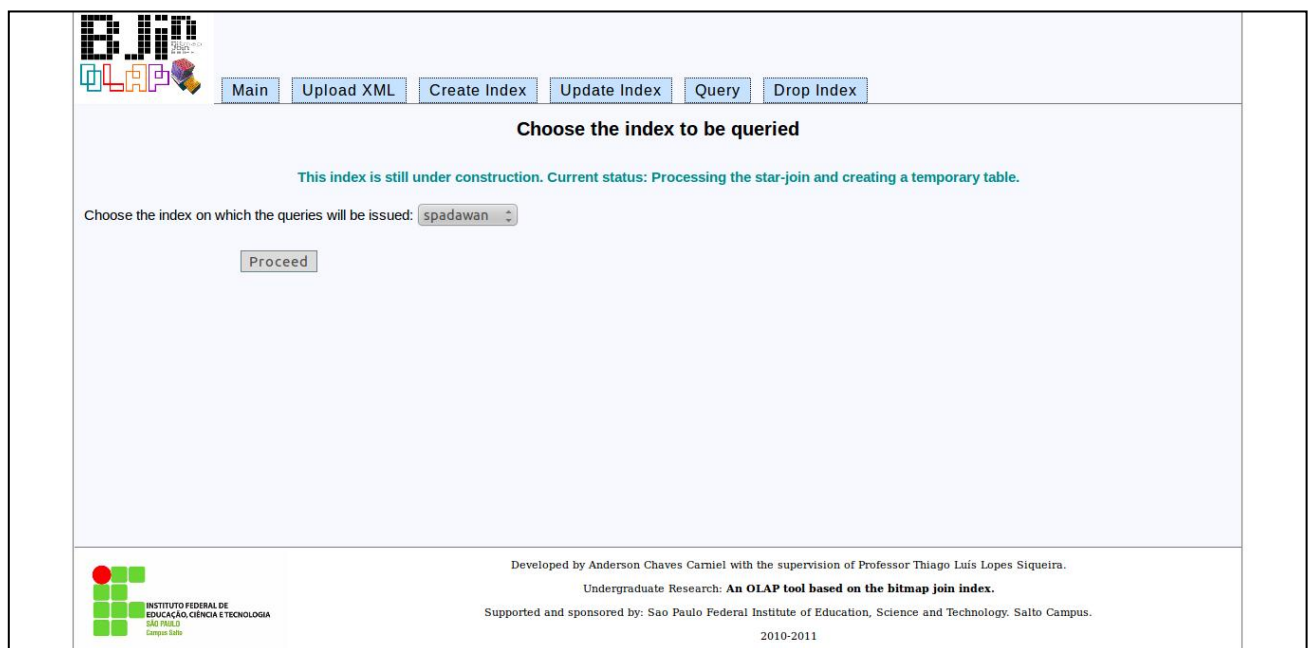 BJin
OLAP
Main Upload XML Create Index Update Index Query Drop Index
Choose the index to be queried
This index is still under construction. Current status: Processing the star-join and creating a temporary table.
Choose the index on which the queries will be issued: spadawan
Proceed
INSTITUTO FEDERAL DE
EDUCAÇÃO, CIÊNCIA E TECNOLOGIA
SÃO PAULO
Campus Salto
Developed by Anderson Chaves Carniel with the supervision of Professor Thiago Luís Lopes Siqueira.
Undergraduate Research: An OLAP tool based on the bitmap join index.
Supported and sponsored by: Sao Paulo Federal Institute of Education, Science and Technology. Salto Campus.
2010-2011